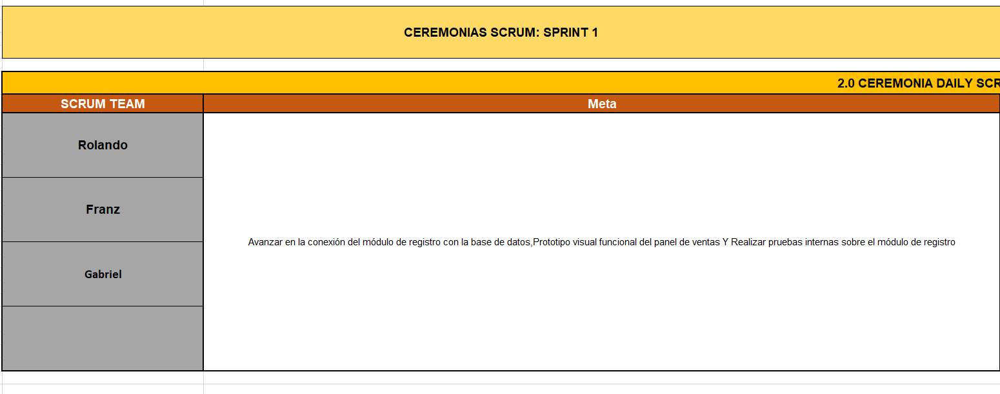 CEREMONIAS SCRUM: SPRINT 1
2.0 CEREMONIA DAILY SCR
SCRUM TEAM
Meta
Rolando
Franz
Avanzar en la conexión del módulo de registro con la base de datos,Prototipo visual funcional del panel de ventas Y Realizar pruebas internas sobre el módulo de registro
Gabriel